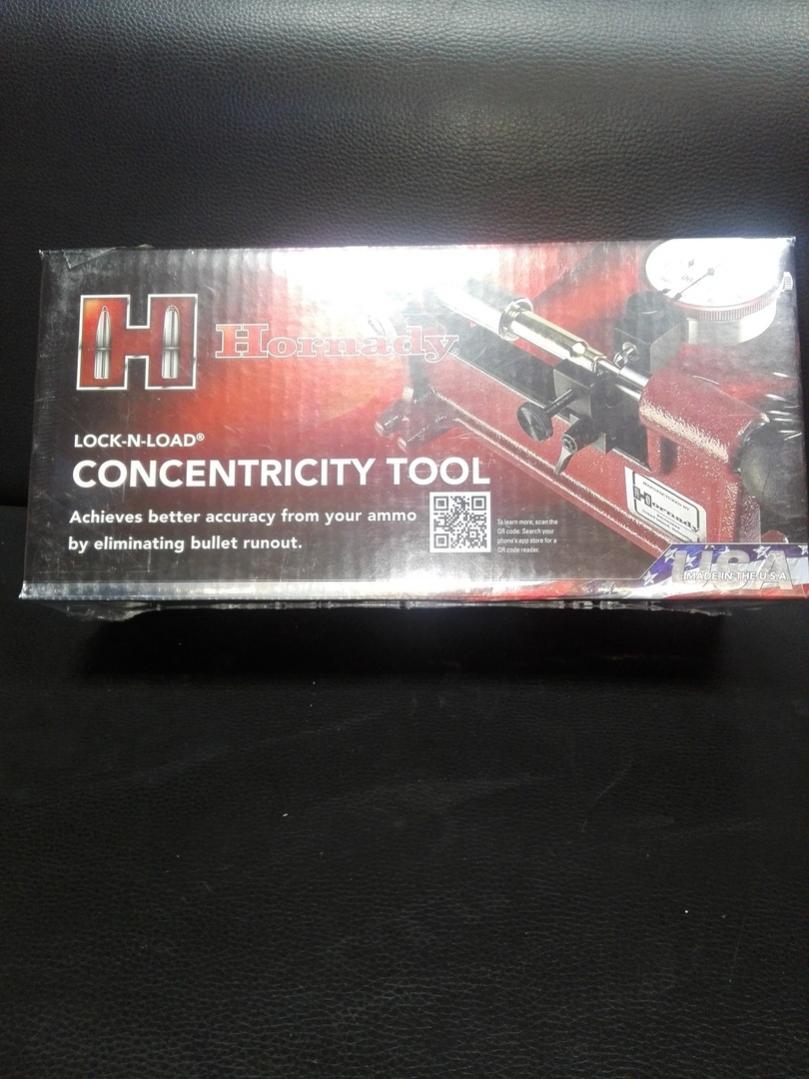 H
Hornady
LOCK-N-LOAD®
CONCENTRICITY TOOL
Achieves better accuracy from your ammo
by eliminating bullet runout.
To learn more, scan the
QR code. Search your
phone's app store for a
QR code reader.
Hornady
USA
MADE IN THE U.S.A.